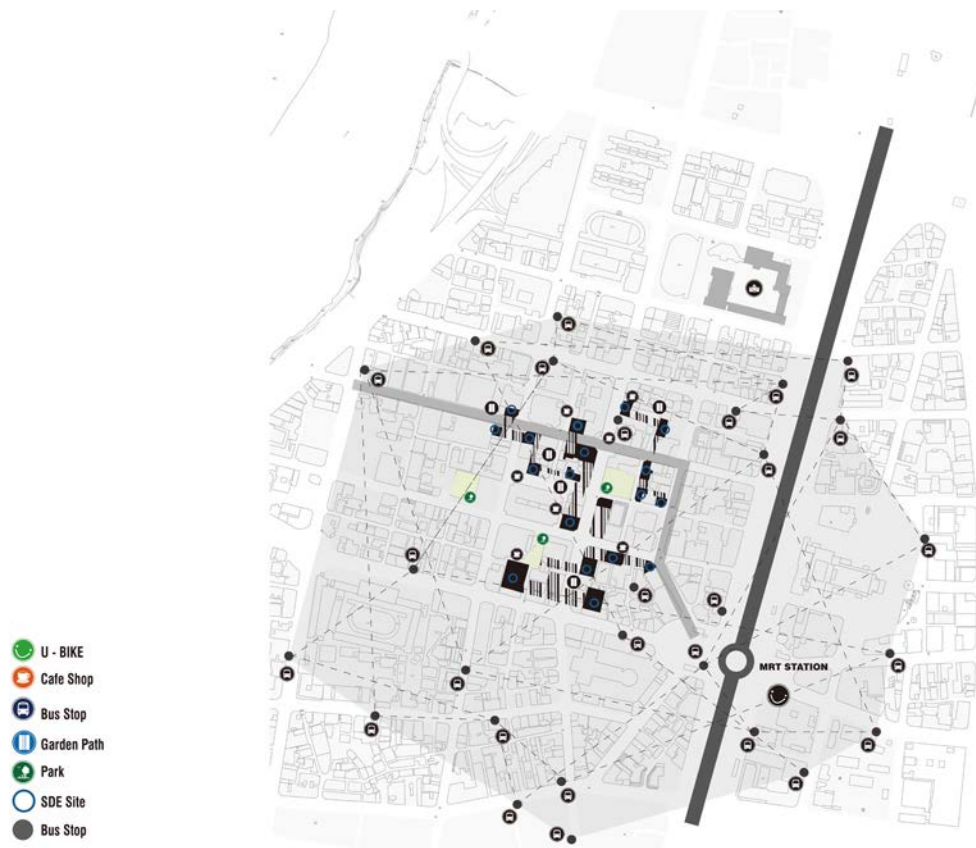 MRT STATION
U - BIKE
Cafe Shop
Bus Stop
Garden Path
Park
SDE Site
Bus Stop